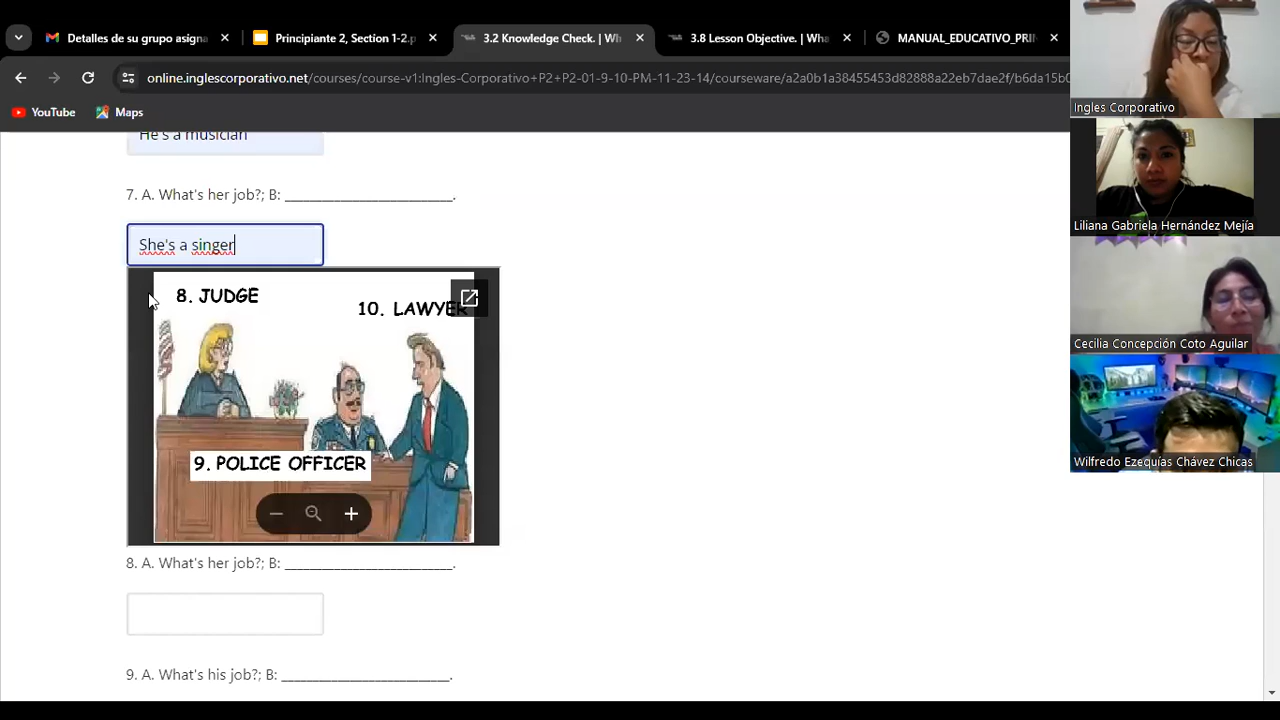 Detalles de su grupo asigna
Principiante 2, Section 1-2.p
3.2 Knowledge Check. | Wh
3.8 Lesson Objective. | Wha
MANUAL_EDUCATIVO_PRI
online.inglescorporativo.net/courses/course-v1:Ingles-Corporativo+P2+P2-01-9-10-PM-11-23-14/courseware/a2a0b1a38455453d82888a22eb7dae2f/b6da15b0
YouTube
Maps
He's a musician
7. A. What's her job?; B: ________________________.
She's a singer
8. JUDGE
10. LAWYER
9. POLICE OFFICER
8. A. What's her job?; B: ________________________.
9. A. What's his job?; B: ________________________.
Ingles Corporativo
Liliana Gabriela Hernández Mejía
Cecilia Concepción Coto Aguilar
Wilfredo Ezequías Chávez Chicas